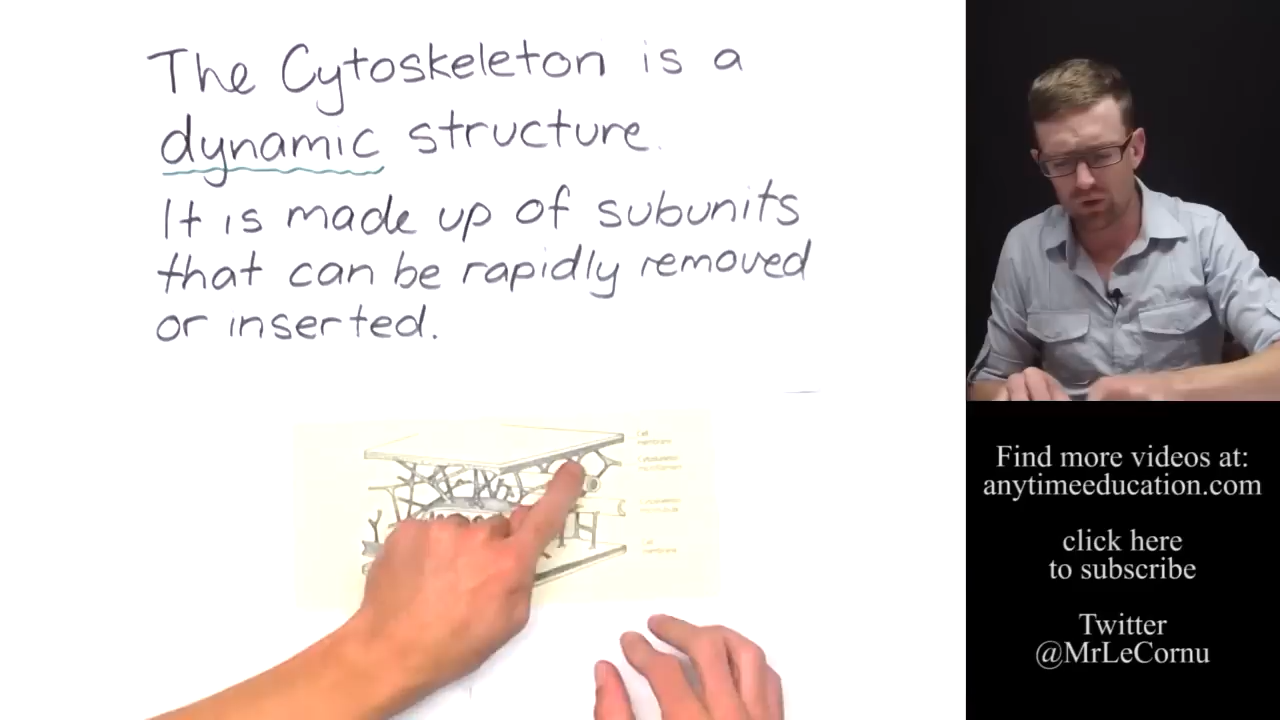 The Cytoskeleton is a
dynamic structure.
It is made up of subunits
that can be rapidly removed
or inserted.
membrane
Find more videos at:
anytimeeducation.com
click here
to subscribe
Twitter
@MrLeCornu